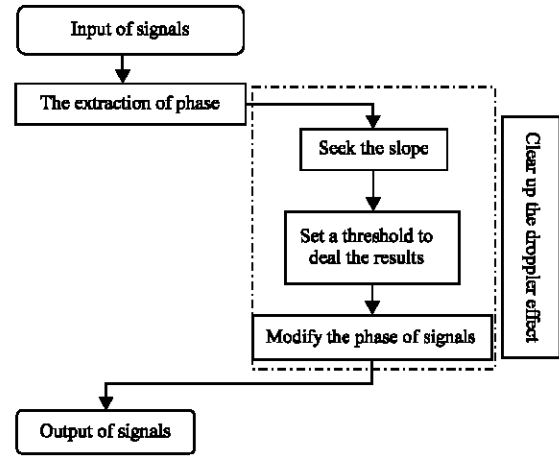 Input of signals
The extraction of phase
Seek the slope
Set a threshold to
deal the results
Modify the phase of signals
Output of signals
Clear up the droppler effect